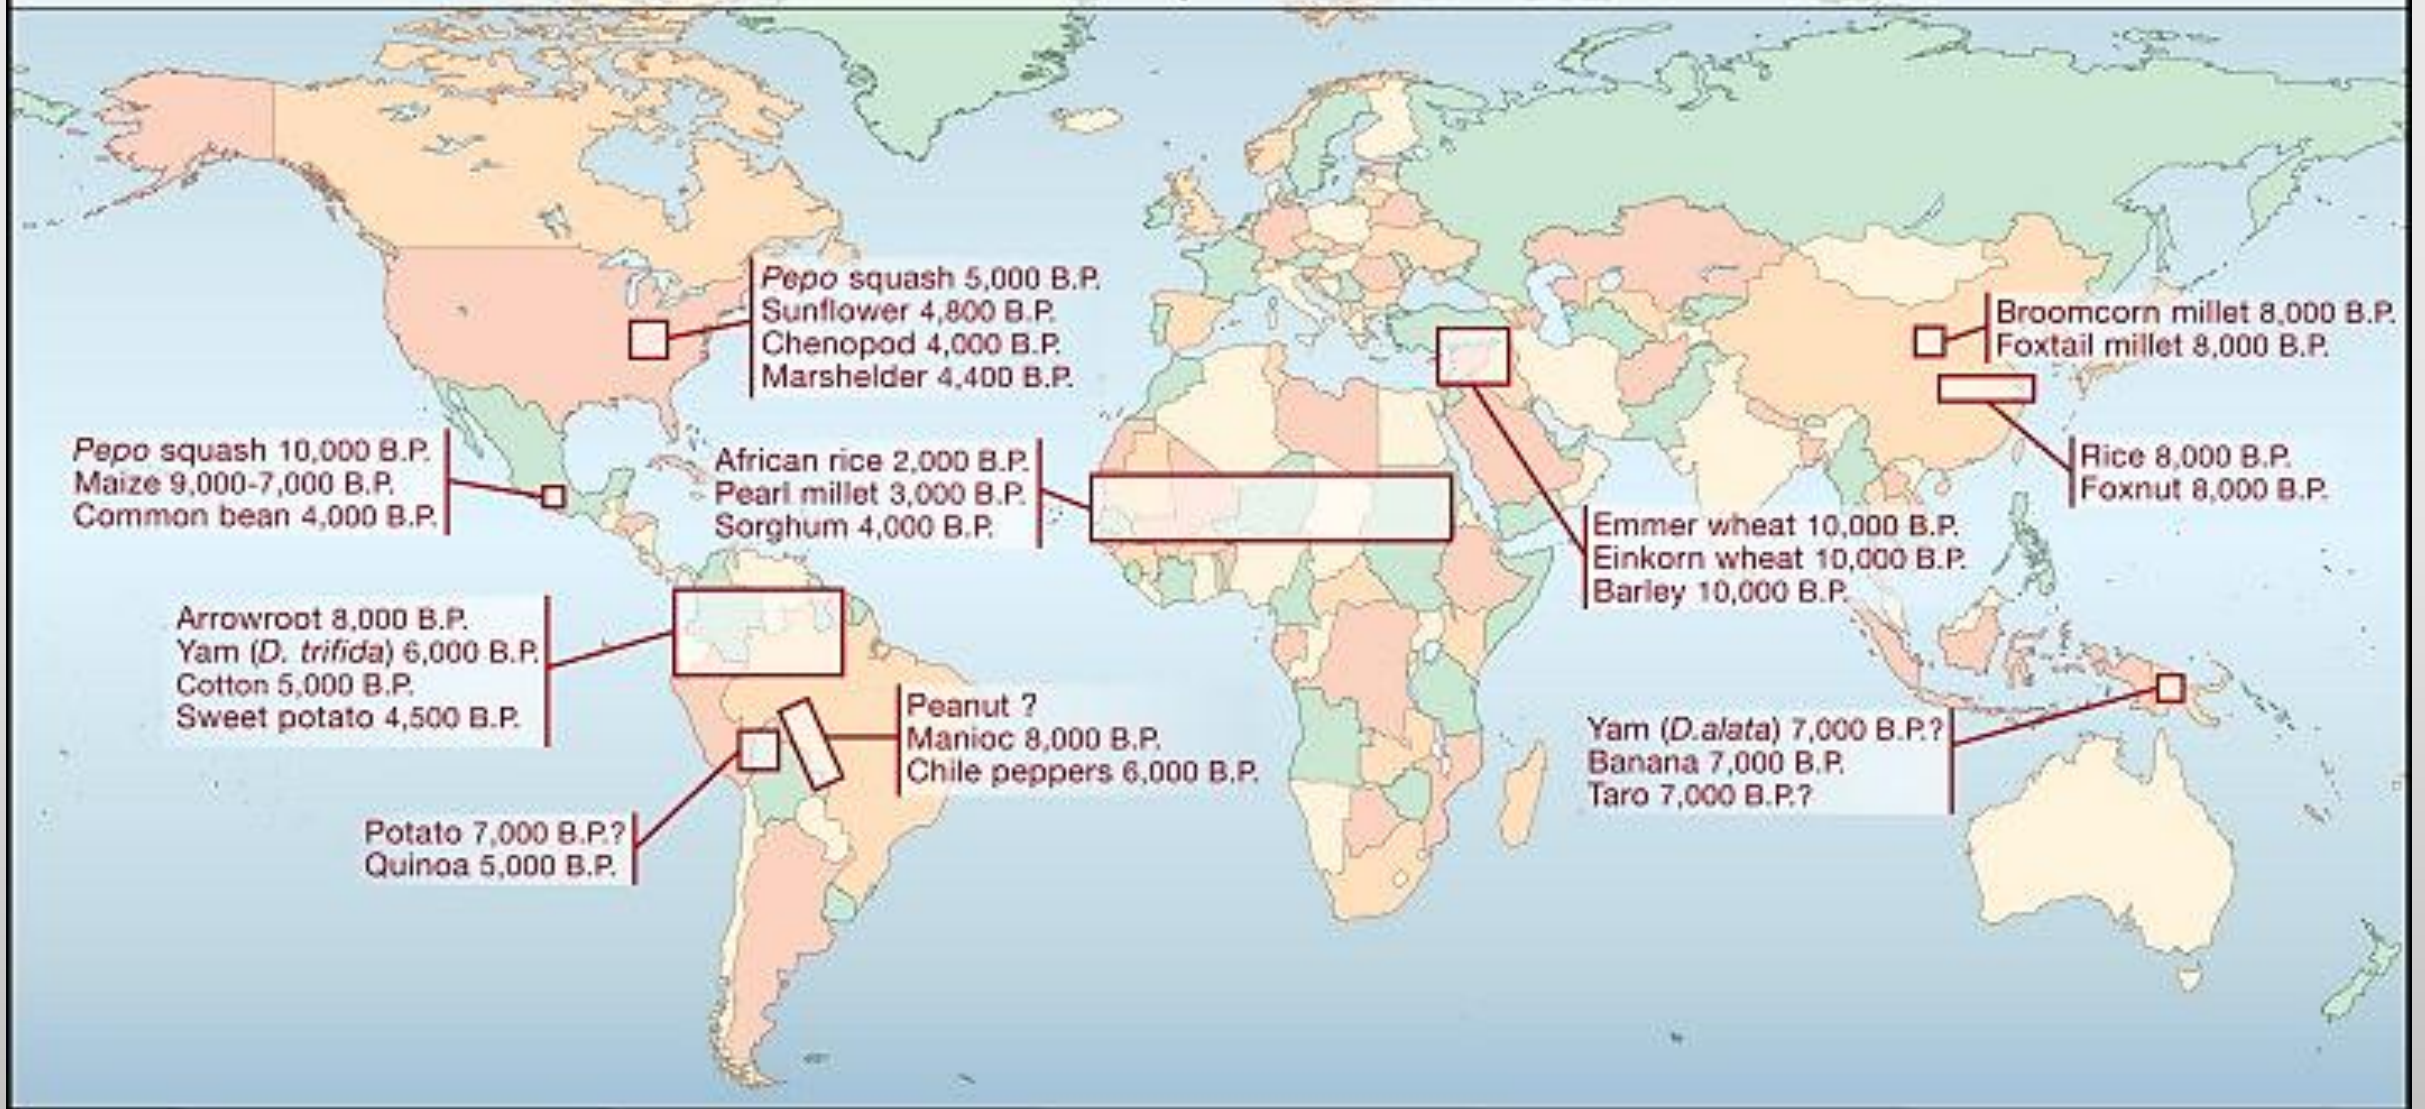 Pepo squash 5,000 B.P.
Sunflower 4,800 B.P.
Chenopod 4,000 B.P.
Marshelder 4,400 B.P.
Broomcorn millet 8,000 B.P.
Foxtail millet 8,000 B.P.
Pepo squash 10,000 B.P.
Maize 9,000-7,000 B.P.
Common bean 4,000 B.P.
African rice 2,000 B.P.
Pearl millet 3,000 B.P.
Sorghum 4,000 B.P.
Rice 8,000 B.P.
Foxnut 8,000 B.P.
Emmer wheat 10,000 B.P.
Einkorn wheat 10,000 B.P.
Barley 10,000 B.P.
Arrowroot 8,000 B.P.
Yam (D. trifida) 6,000 B.P.
Cotton 5,000 B.P.
Sweet potato 4,500 B.P.
Peanut ?
Manioc 8,000 B.P.
Chile peppers 6,000 B.P.
Yam (D.alata) 7,000 B.P.?
Banana 7,000 B.P.
Taro 7,000 B.P.?
Potato 7,000 B.P.?
Quinoa 5,000 B.P.